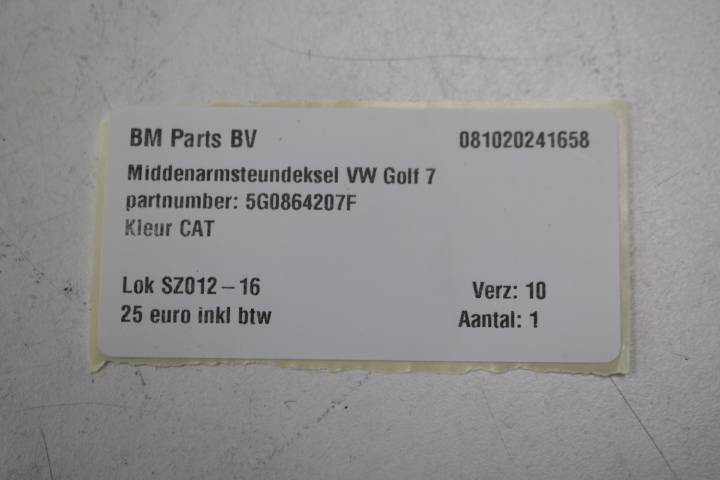 BM Parts BV 081020241658
Middenarmsteundeksel VW Golf 7
partnumber: 5G0864207F
Kleur CAT
Lok SZ012-16 Verz: 10
25 euro inkl btw Aantal: 1